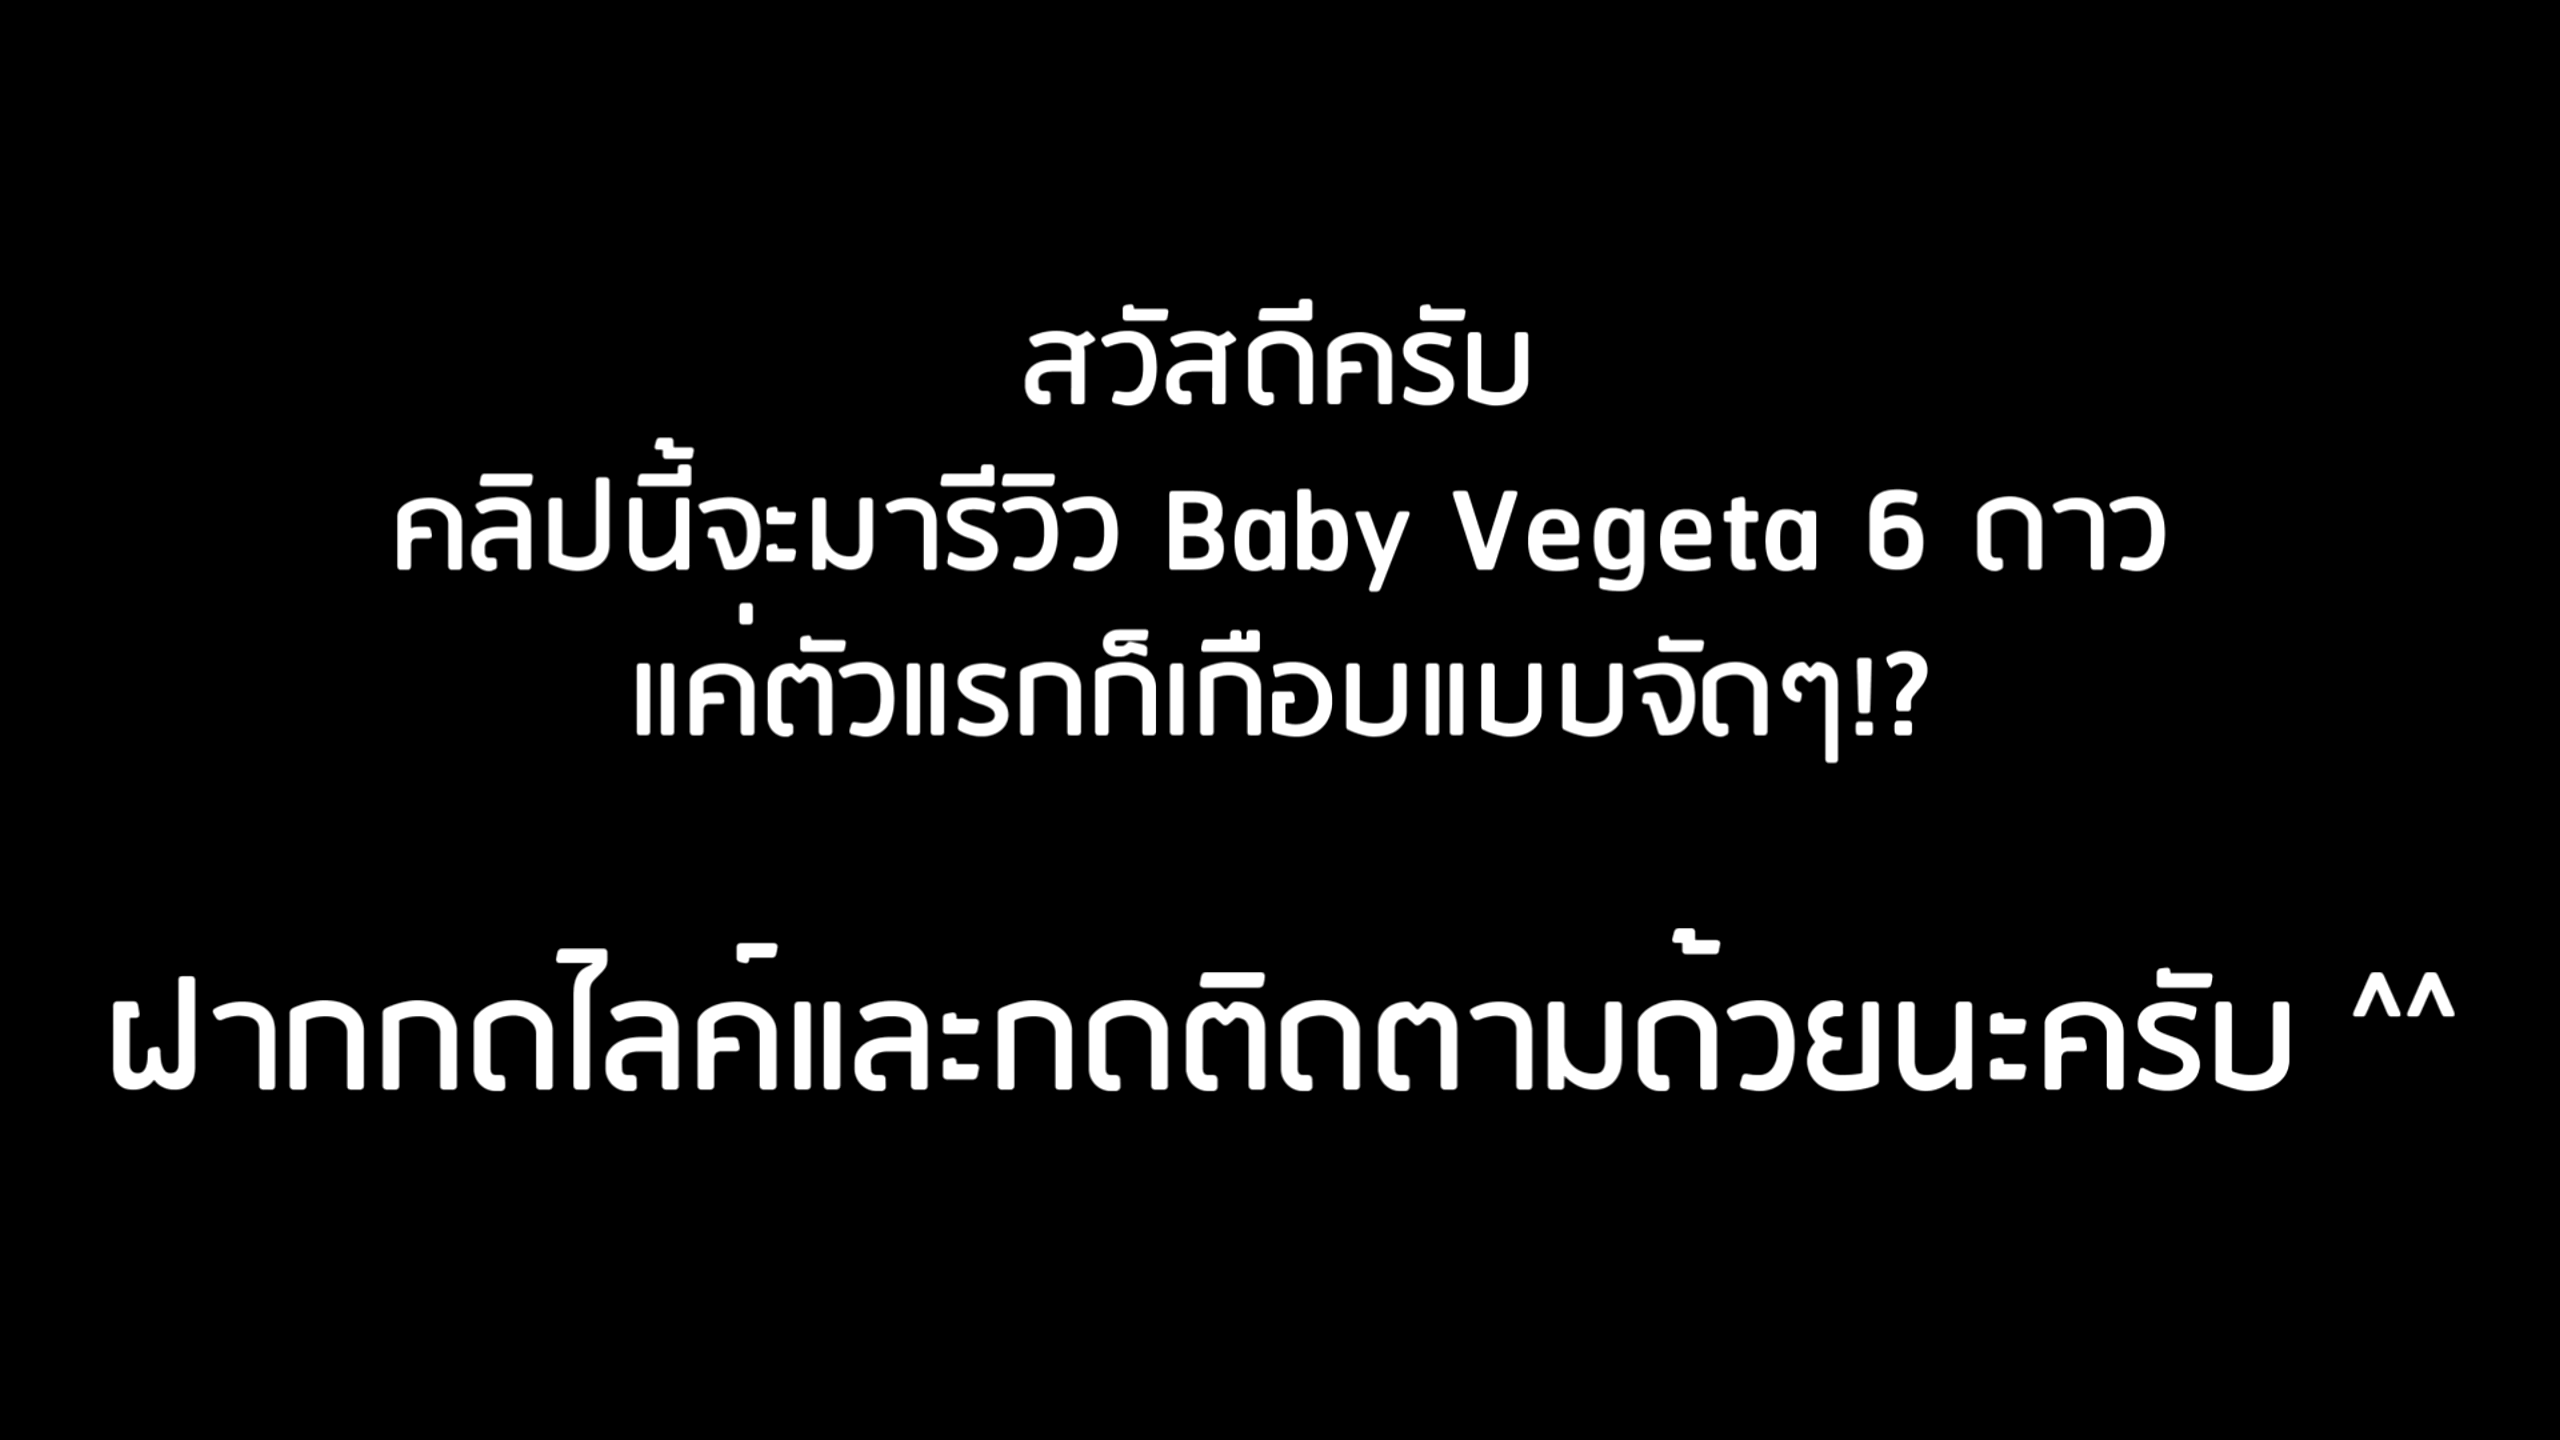 สวัสดีครับ
คลิปนี้จะมารีวิว Baby Vegeta 6 ดาว
แค่ตัวแรกก็เกือบแบบจัดๆ!?
ฝากกดไลค์และกดติดตามด้วยนะครับ ^^